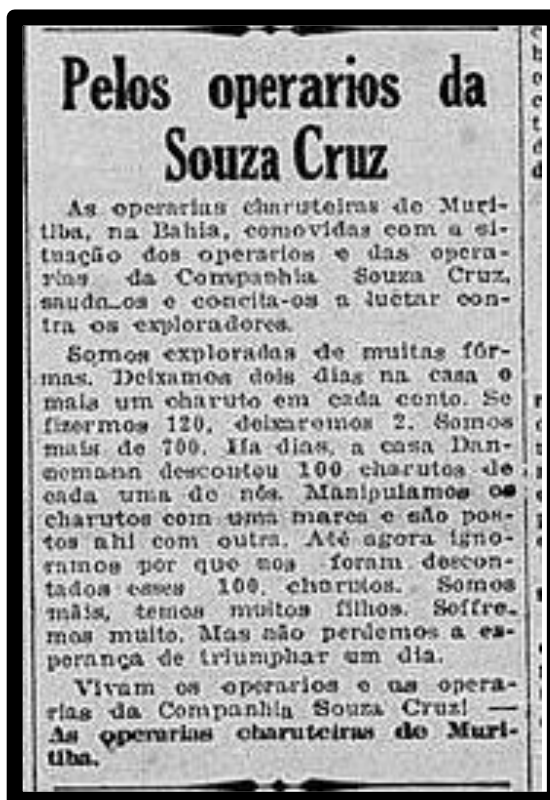 Pelos operarios da
Souza Cruz
As operarias charuteiras de Muri-
tiba, na Bahia, comovidas com a si-
tuação dos operarios e das opera-
rias da Companhia Souza Cruz,
sauda-os e concita-os a luctar con-
tra os exploradores.
Somos exploradas de muitas fór-
mas. Deixamos dois dias na casa e
mais um charuto em cada cento. Se
fizermos 120, deixaremos 2. Somos
mais de 700. Ha dias, a casa Dan-
nemann descontou 100 charutos de
cada uma de nós. Manipulamos os
charutos com uma marca e são pos-
tos ahi com outra. Até agora igno-
ramos por que nos foram descon-
tados esses 100 charutos. Somos
mãis, temos muitos filhos. Soffre-
mos muito. Mas não perdemos a es-
perança de triumphar um dia.
Vivam os operarios e as opera-
rias da Companhia Souza Cruz! —
As operarias charuteiras de Muri-
tiba.